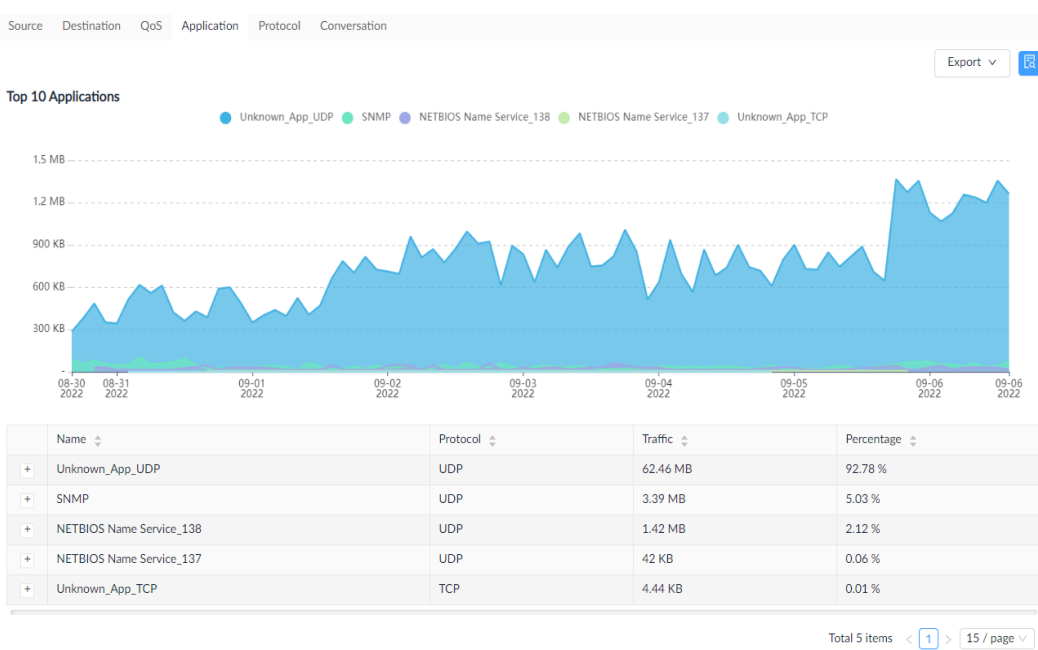 Source Destination QoS Application Protocol Conversation
Export
Top 10 Applications
Unknown_App_UDP SNMP NETBIOS Name Service_138 NETBIOS Name Service_137 Unknown_App_TCP
1.5 MB
1.2 MB
900 KB
600 KB
300 KB
-
08-30 08-31 09-01 09-02 09-03 09-04 09-05 09-06 09-06
2022 2022 2022 2022 2022 2022 2022 2022 2022
Name Protocol Traffic Percentage
+ Unknown_App_UDP UDP 62.46 MB 92.78 %
+ SNMP UDP 3.39 MB 5.03 %
+ NETBIOS Name Service_138 UDP 1.42 MB 2.12 %
+ NETBIOS Name Service_137 UDP 42 KB 0.06 %
+ Unknown_App_TCP TCP 4.44 KB 0.01 %
Total 5 items < 1 > 15 / page